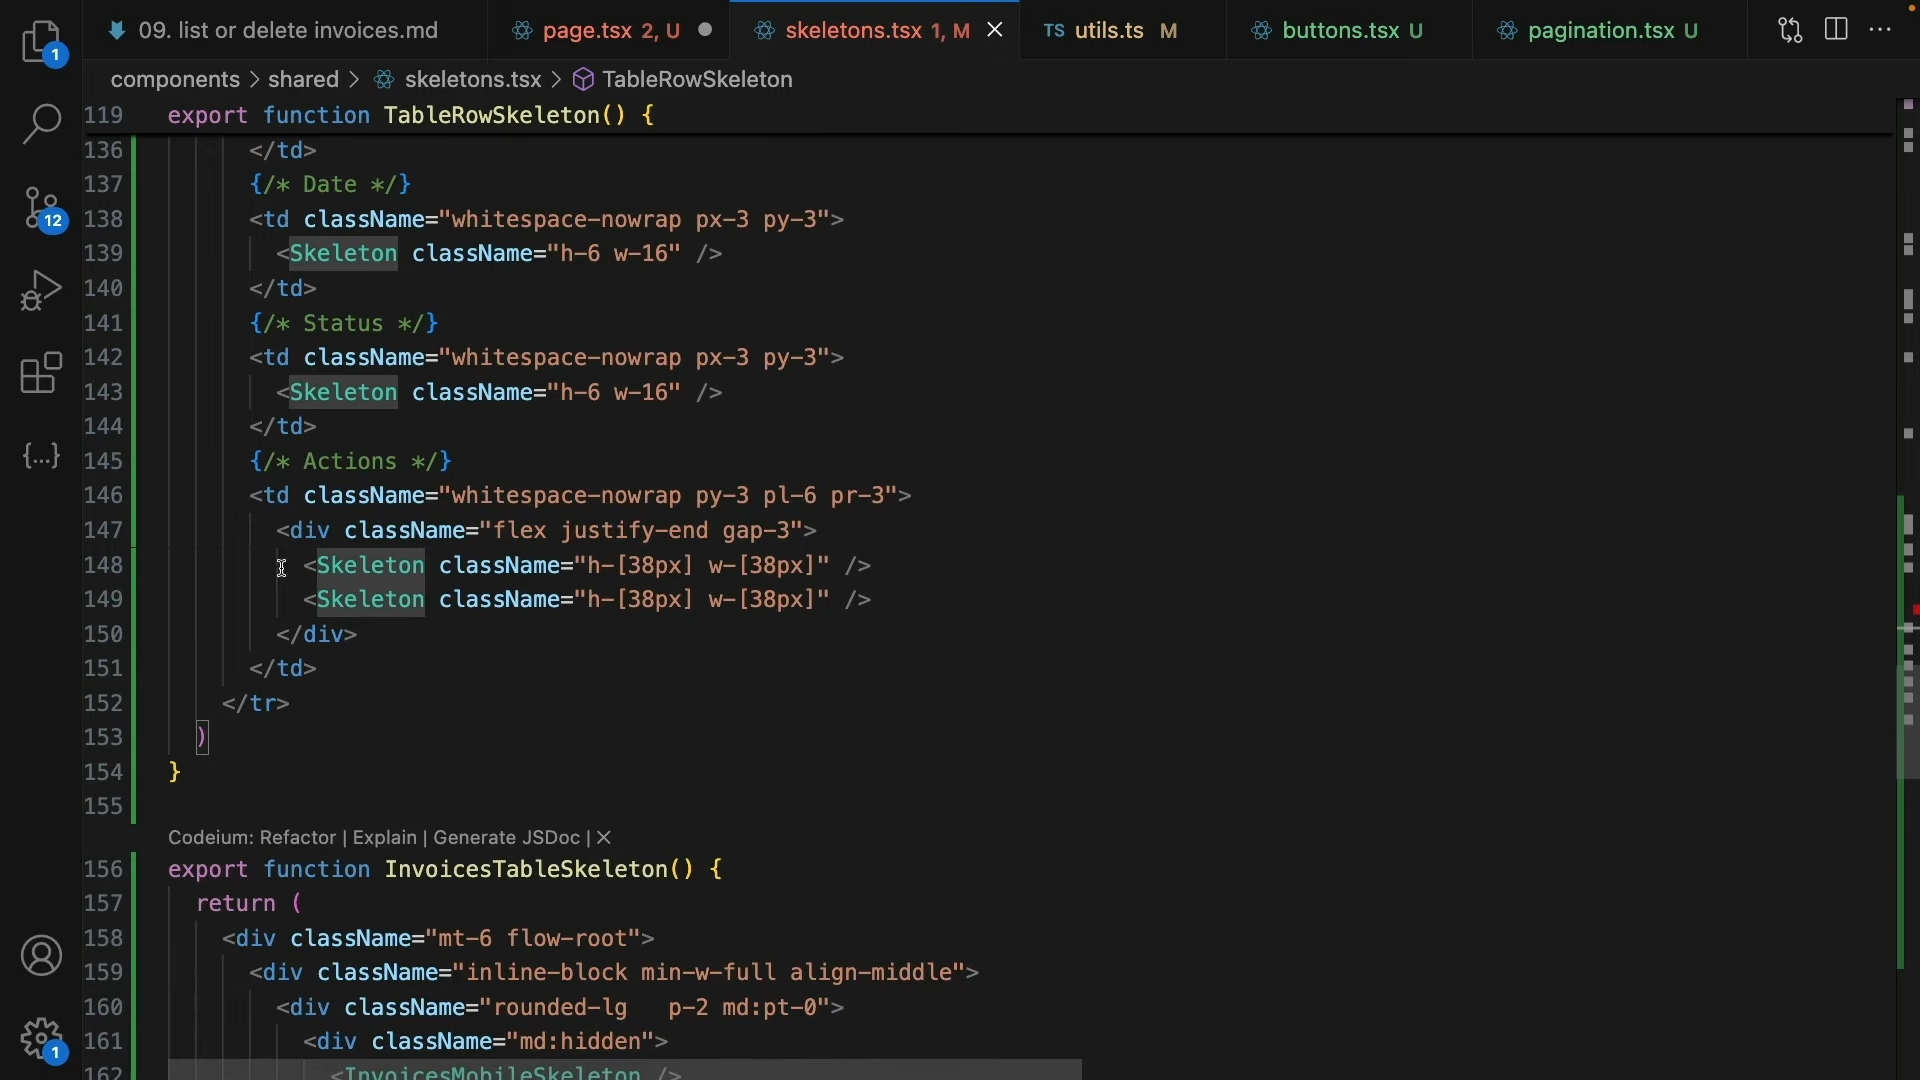 09. list or delete invoices.md page.tsx 2, U skeletons.tsx 1, M TS utils.ts M buttons.tsx U pagination.tsx U
components > shared > skeletons.tsx > TableRowSkeleton
119 export function TableRowSkeleton() {
136 </td>
137 {/* Date */}
138 <td className="whitespace-nowrap px-3 py-3">
139 <Skeleton className="h-6 w-16" />
140 </td>
141 {/* Status */}
142 <td className="whitespace-nowrap px-3 py-3">
143 <Skeleton className="h-6 w-16" />
144 </td>
145 {/* Actions */}
146 <td className="whitespace-nowrap py-3 pl-6 pr-3">
147 <div className="flex justify-end gap-3">
148 <Skeleton className="h-[38px] w-[38px]" />
149 <Skeleton className="h-[38px] w-[38px]" />
150 </div>
151 </td>
152 </tr>
153 )
154 }
155
Codeium: Refactor | Explain | Generate JSDoc | X
156 export function InvoicesTableSkeleton() {
157 return (
158 <div className="mt-6 flow-root">
159 <div className="inline-block min-w-full align-middle">
160 <div className="rounded-lg   p-2 md:pt-0">
161 <div className="md:hidden">
162 <InvoicesMobileSkeleton />
1
12
{...}
1